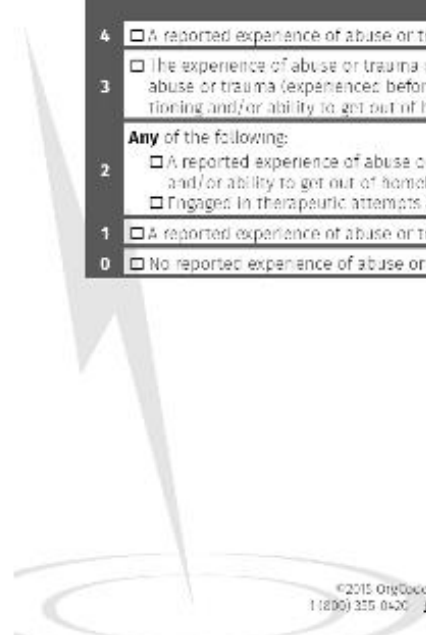 4 A reported experience of abuse or
3 The experience of abuse or trauma
abuse or trauma (experienced
tioning and/or ability to get out of
Any of the following:
2 A reported experience of abuse
and/or ability to get out of
Engaged in therapeutic attempts
1 A reported experience of abuse or
0 No reported experience of abuse or
©2015
1 (800) 355-0420